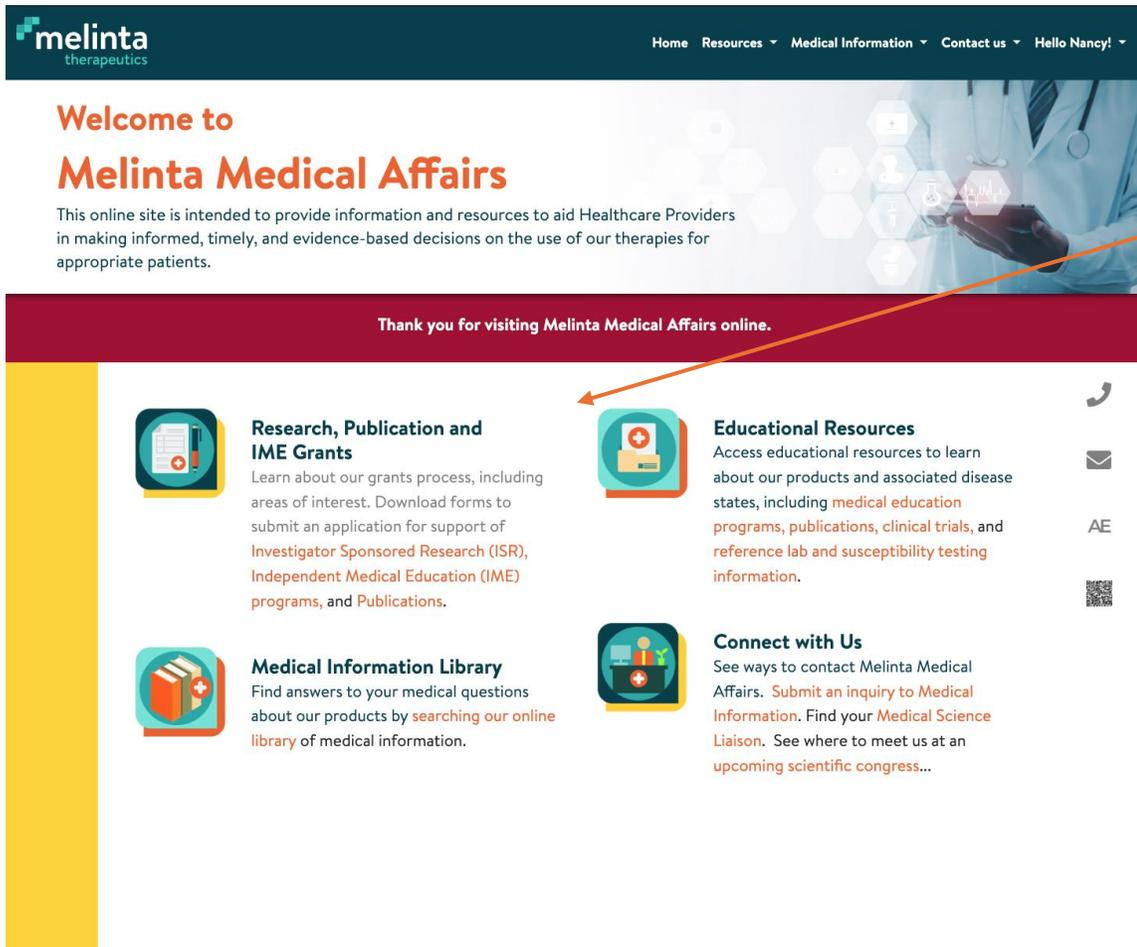 melinta
therapeutics
Home Resources Medical Information Contact us Hello Nancy!
Welcome to
Melinta Medical Affairs
This online site is intended to provide information and resources to aid Healthcare Providers
in making informed, timely, and evidence-based decisions on the use of our therapies for
appropriate patients.
Thank you for visiting Melinta Medical Affairs online.
Research, Publication and
IME Grants
Learn about our grants process, including
areas of interest. Download forms to
submit an application for support of
Investigator Sponsored Research (ISR),
Independent Medical Education (IME)
programs, and Publications.
Educational Resources
Access educational resources to learn
about our products and associated disease
states, including medical education
programs, publications, clinical trials, and
reference lab and susceptibility testing
information.
Medical Information Library
Find answers to your medical questions
about our products by searching our online
library of medical information.
Connect with Us
See ways to contact Melinta Medical
Affairs. Submit an inquiry to Medical
Information. Find your Medical Science
Liaison. See where to meet us at an
upcoming scientific congress...
AE